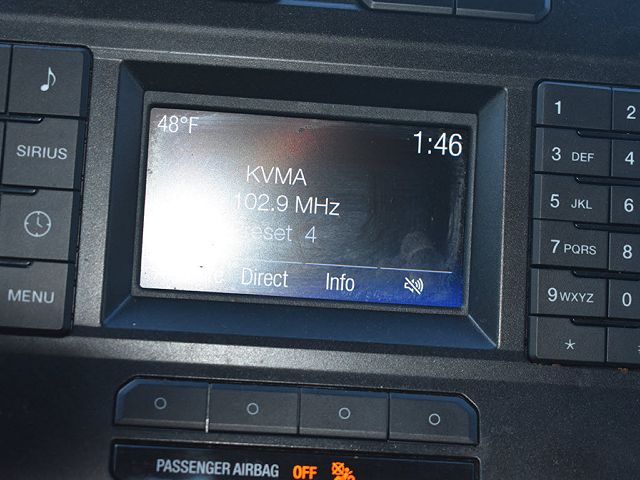 48°F
1:46
KVMA
102.9 MHz
4
Direct Info
SIRIUS
MENU
1 2
3 DEF 4
5 JKL 6
7 PQRS 8
9 WXYZ 0
*
PASSENGER AIRBAG OFF